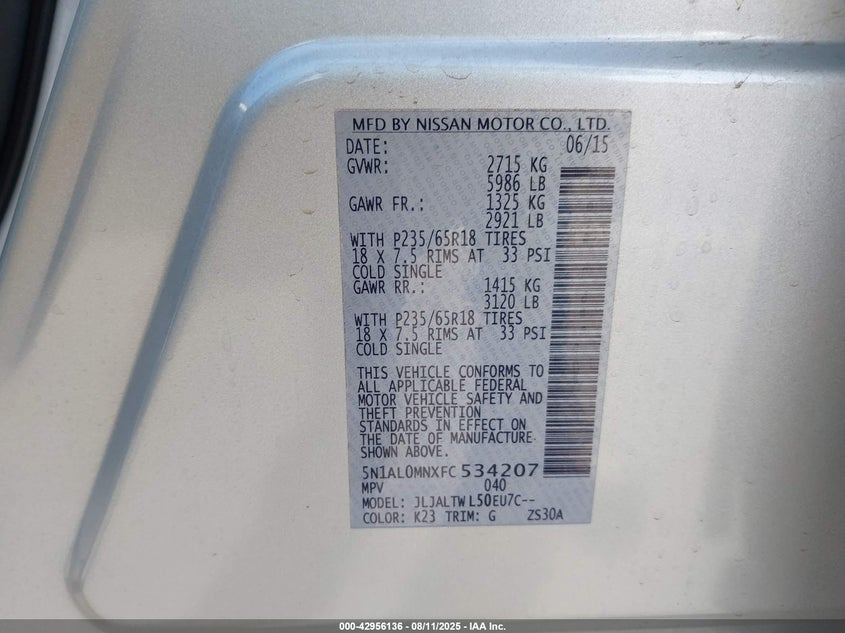 MFD BY NISSAN MOTOR CO., LTD.
DATE: 06/15
GVWR: 2715 KG
5986 LB
GAWR FR.: 1325 KG
2921 LB
WITH P235/65R18 TIRES
18 X 7.5 RIMS AT 33 PSI
COLD SINGLE
GAWR RR.: 1415 KG
3120 LB
WITH P235/65R18 TIRES
18 X 7.5 RIMS AT 33 PSI
COLD SINGLE
THIS VEHICLE CONFORMS TO
ALL APPLICABLE FEDERAL
MOTOR VEHICLE SAFETY AND
THEFT PREVENTION
STANDARDS IN EFFECT ON
THE DATE OF MANUFACTURE
SHOWN ABOVE.
5N1AL0MNXFC534207
MPV 040
MODEL: JLJALTWL50EU7C--
COLOR: K23 TRIM: G ZS30A
000-42956136 - 08/11/2025 - IAA Inc.